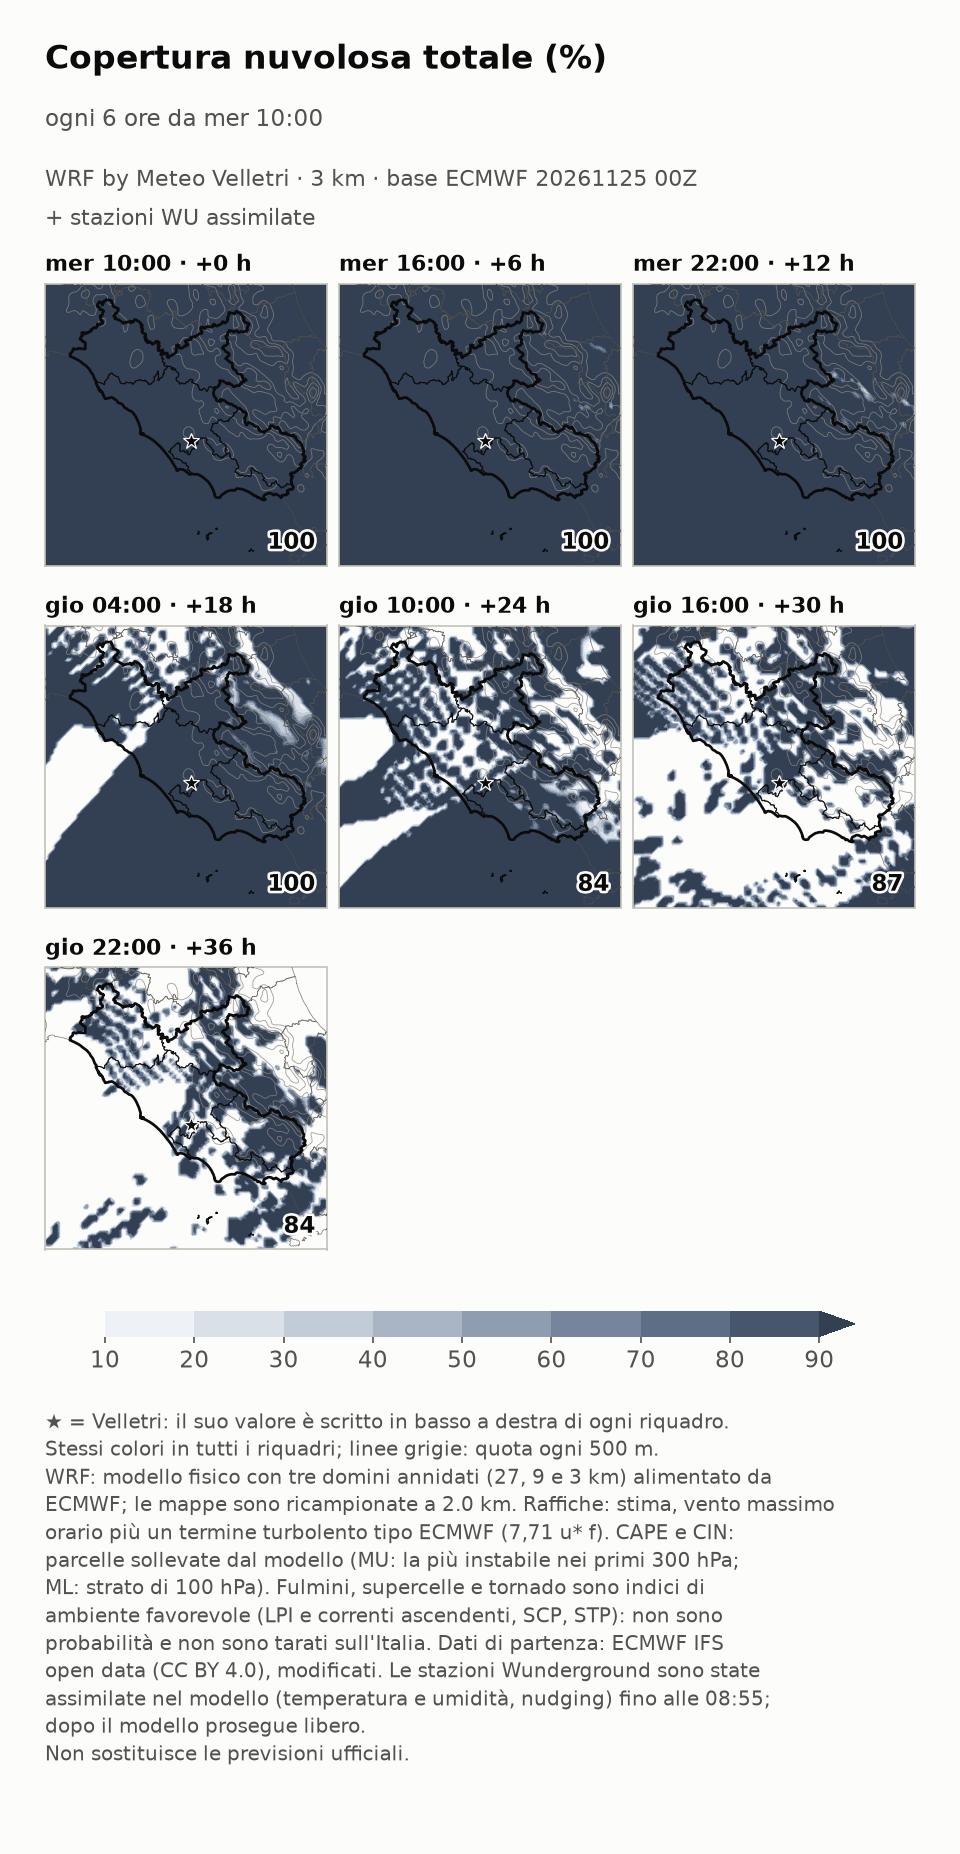 Copertura nuvolosa totale (%)
ogni 6 ore da mer 10:00
WRF by Meteo Velletri · 3 km · base ECMWF 20261125 00Z
+ stazioni WU assimilate
mer 10:00 · +0 h
mer 16:00 · +6 h
mer 22:00 · +12 h
100
100
100
gio 04:00 · +18 h
gio 10:00 · +24 h
gio 16:00 · +30 h
100
84
87
gio 22:00 · +36 h
84
10 20 30 40 50 60 70 80 90
★ = Velletri: il suo valore è scritto in basso a destra di ogni riquadro.
Stessi colori in tutti i riquadri; linee grigie: quota ogni 500 m.
WRF: modello fisico con tre domini annidati (27, 9 e 3 km) alimentato da
ECMWF; le mappe sono ricampionate a 2.0 km. Raffiche: stima, vento massimo
orario più un termine turbolento tipo ECMWF (7,71 u* f). CAPE e CIN:
parcelle sollevate dal modello (MU: la più instabile nei primi 300 hPa;
ML: strato di 100 hPa). Fulmini, supercelle e tornado sono indici di
ambiente favorevole (LPI e correnti ascendenti, SCP, STP): non sono
probabilità e non sono tarati sull'Italia. Dati di partenza: ECMWF IFS
open data (CC BY 4.0), modificati. Le stazioni Wunderground sono state
assimilate nel modello (temperatura e umidità, nudging) fino alle 08:55;
dopo il modello prosegue libero.
Non sostituisce le previsioni ufficiali.